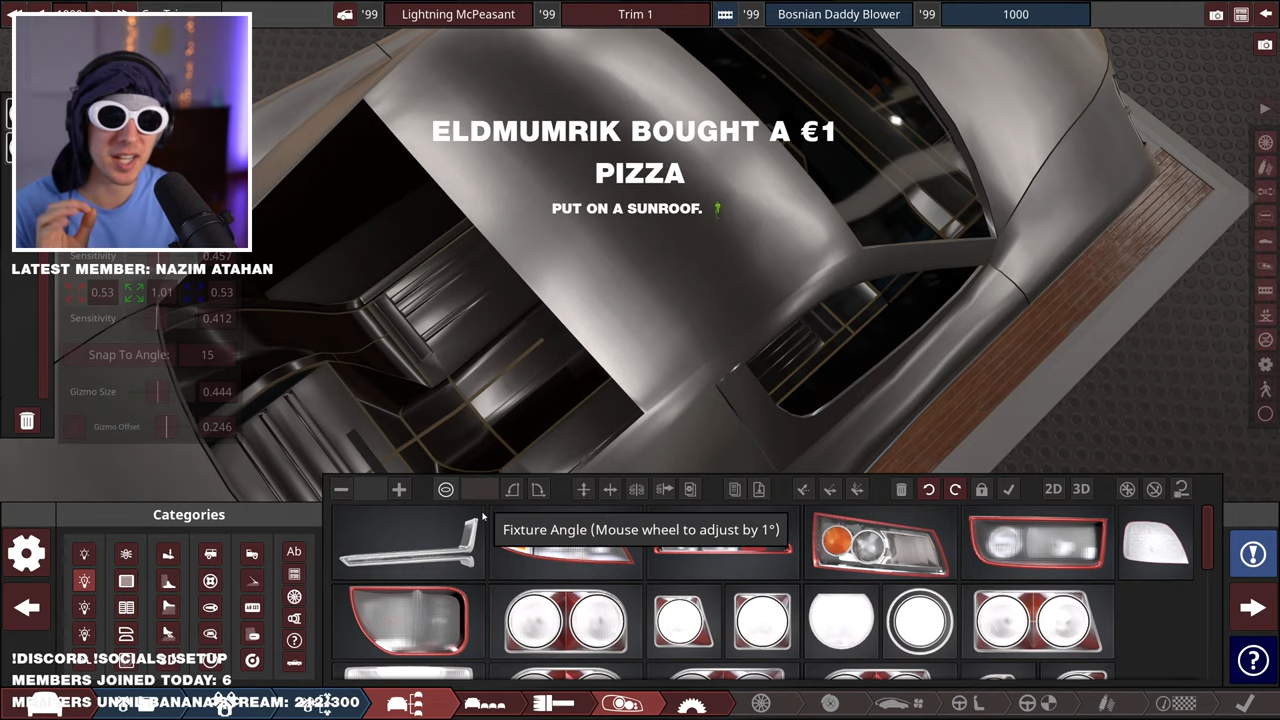 '99
Lightning McPeasant
'99
Trim 1
'99
Bosnian Daddy Blower
'99
1000
ELDMUMRIK BOUGHT A €1
PIZZA
PUT ON A SUNROOF.
LATEST MEMBER: NAZIM ATAHAN
Sensitivity
0.457
0.53
1.01
0.53
Sensitivity
0.412
Snap To Angle:
15
Gizmo Size
0.444
Gizmo Offset
0.246
2D
3D
Categories
Fixture Angle (Mouse wheel to adjust by 1°)
Ab
!DISCORD !SOCIALS !SETUP
MEMBERS JOINED TODAY: 6